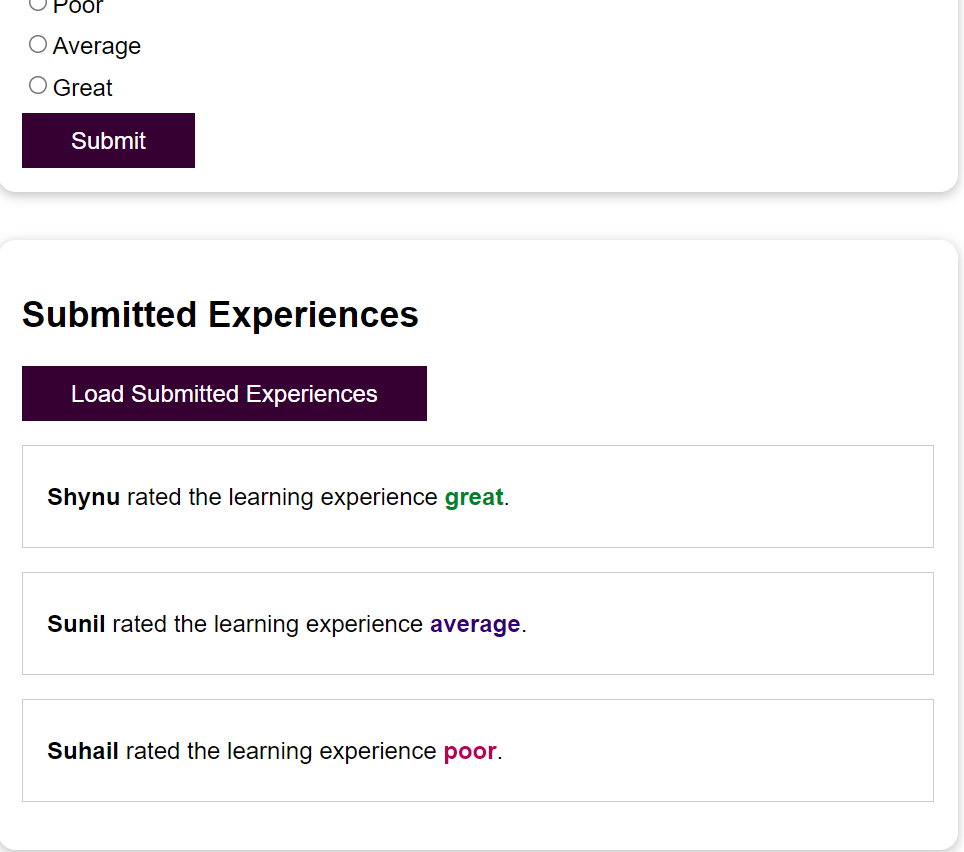 Poor
Average
Great
Submit
Submitted Experiences
Load Submitted Experiences
Shynu rated the learning experience great.
Sunil rated the learning experience average.
Suhail rated the learning experience poor.